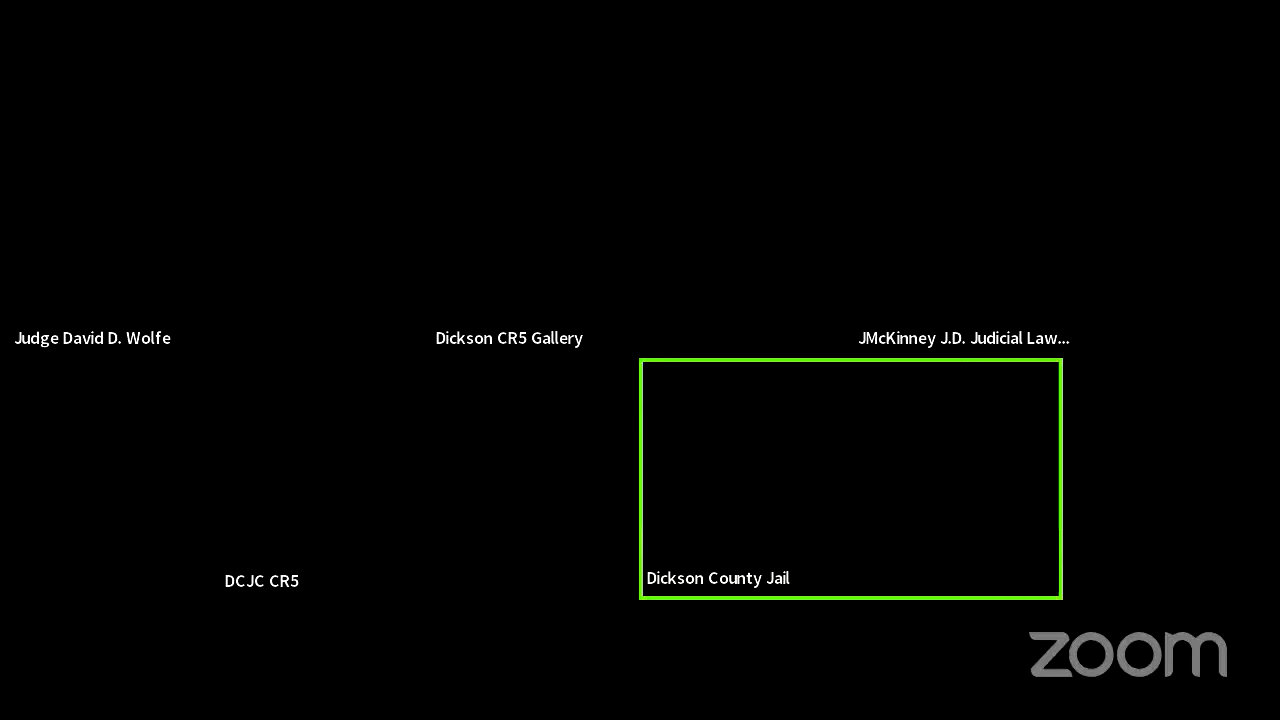 Judge David D. Wolfe
Dickson CR5 Gallery
JMcKinney J.D. Judicial Law...
DCJC CR5
Dickson County Jail
zoom